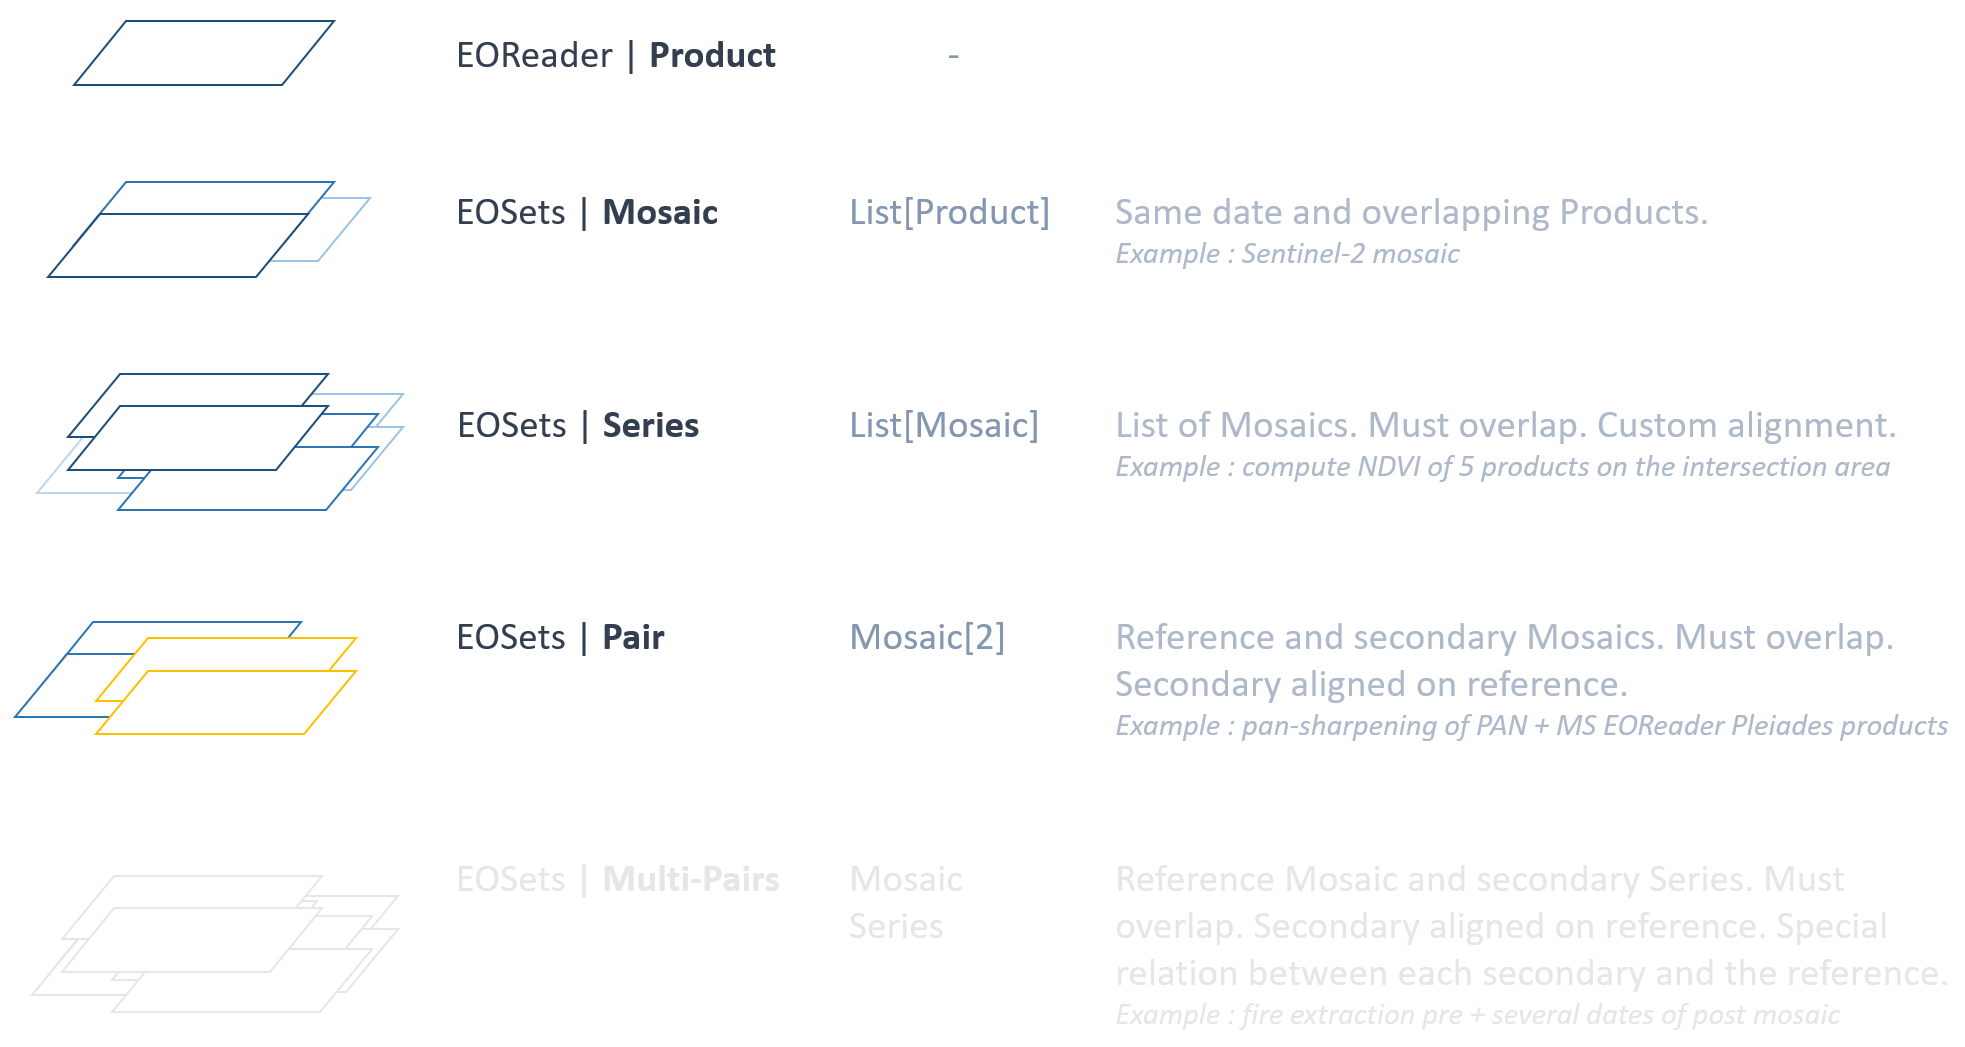 EOReader | Product -
EOSets | Mosaic List[Product] Same date and overlapping Products.
Example : Sentinel-2 mosaic
EOSets | Series List[Mosaic] List of Mosaics. Must overlap. Custom alignment.
Example : compute NDVI of 5 products on the intersection area
EOSets | Pair Mosaic[2] Reference and secondary Mosaics. Must overlap.
Secondary aligned on reference.
Example : pan-sharpening of PAN + MS EOReader Pleiades products
EOSets | Multi-Pairs Mosaic Reference Mosaic and secondary Series. Must
Series overlap. Secondary aligned on reference. Special
relation between each secondary and the reference.
Example : fire extraction pre + several dates of post mosaic